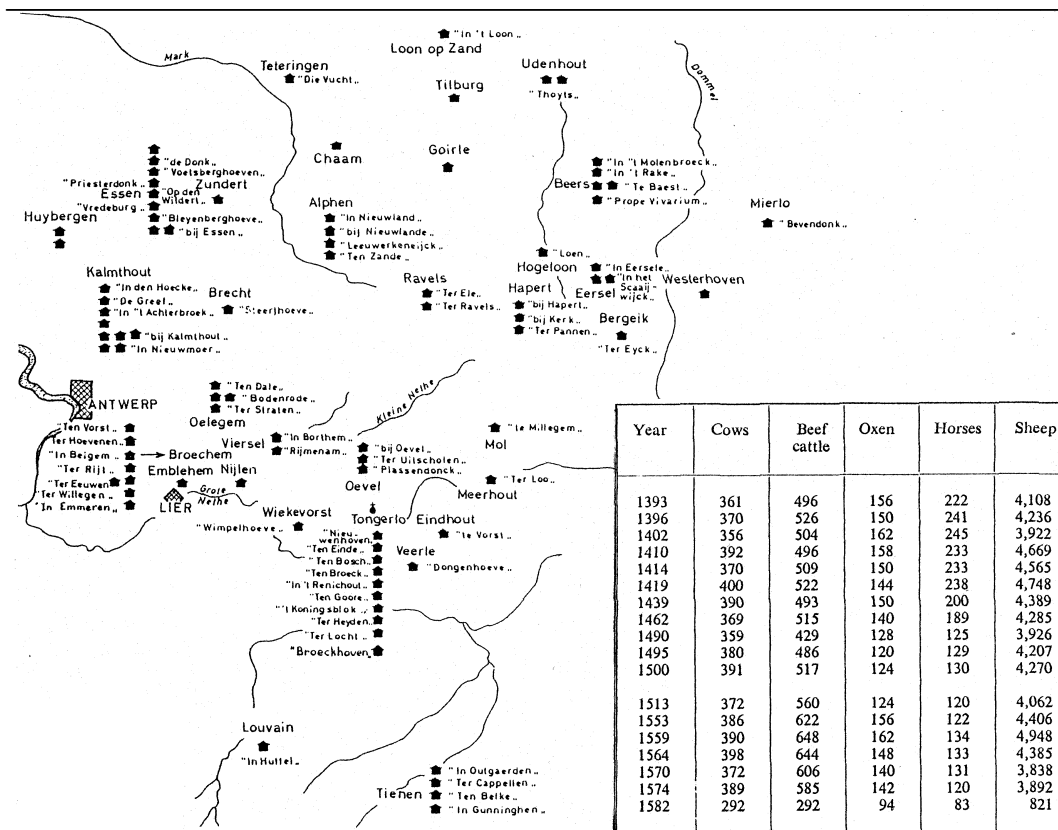 "In 't Loon„
Loon op Zand
Mark
Teteringen
"Die Vucht„
Udenhout
"Thoyts„
Dommel
Tilburg
Chaam
Goirle
"de Donk„
"Voetsberghoeven„
"Priesterdonk„
Zundert
Essen
"Op den
Wildert„
"Vredeburg„
"Bleyenberghoeve„
"bij Essen„
Huybergen
Alphen
"In Nieuwland„
"bij Nieuwlande„
"Leeuwerkeneijck„
"Ten Zande„
"In 't Molenbroeck„
"In 't Rake„
Beers
"Te Baest„
"Prope Vivarium„
Mierlo
"Bevendonk„
"Loen„
Hogeloon
"In Eersele„
"In het
Scaaij-
wijck„
Eersel
Westerhoven
Kalmthout
"In den Hoecke„
"De Greel„
"In 't Achterbroek„
"bij Kalmthout„
"In Nieuwmoer„
Brecht
"Steerthoeve„
Ravels
"Ter Ele„
"Ter Ravels„
Hapert
"bij Hapert„
"bij Kerk„
"Ter Pannen„
Bergeik
"Ter Eyck„
ANTWERP
"Ten Dale„
"Bodenrode„
"Ter Straten„
Oelegem
Kleine Nethe
"Ten Vorst„
"Ter Hoevenen„
"In Beigem„
Broechem
"Ter Rijt„
"Ter Eeuwen
"Ter Willegen„
"In Emmeren„
Viersel
"In Borthem„
"Rijmenam„
Emblehem
Nijlen
LIER
Grote
Nethe
"bij Oevel„
"Ter Uilscholen„
"Plassendonck„
Oevel
"te Millegem„
Mol
"Ter Loo„
Meerhout
Wiekevorst
"Wimpelhoeve„
Tongerlo
Eindhout
"te Vorst„
"Nieu-
wenhoven
"Ten Einde„
"Ten Bosch„
"Ten Broeck„
"In 't Renichout„
"Ten Goore„
"'t Koningsblok„
"Ter Heyden„
"Ter Locht„
"Broeckhoven„
Veerle
"Dongenhoeve„
Louvain
"In Huttel„
Tienen
"In Outgaerden„
"Ter Cappellen„
"Ten Belke„
"In Gunninghen„
Year Cows Beef cattle Oxen Horses Sheep
1393 361 496 156 222 4,108
1396 370 526 150 241 4,236
1402 356 504 162 245 3,922
1410 392 496 158 233 4,669
1414 370 509 150 233 4,565
1419 400 522 144 238 4,748
1439 390 493 150 200 4,389
1462 369 515 140 189 4,285
1490 359 429 128 125 3,926
1495 380 486 120 129 4,207
1500 391 517 124 130 4,270
1513 372 560 124 120 4,062
1553 386 622 156 122 4,406
1559 390 648 162 134 4,948
1564 398 644 148 133 4,385
1570 372 606 140 131 3,838
1574 389 585 142 120 3,892
1582 292 292 94 83 821